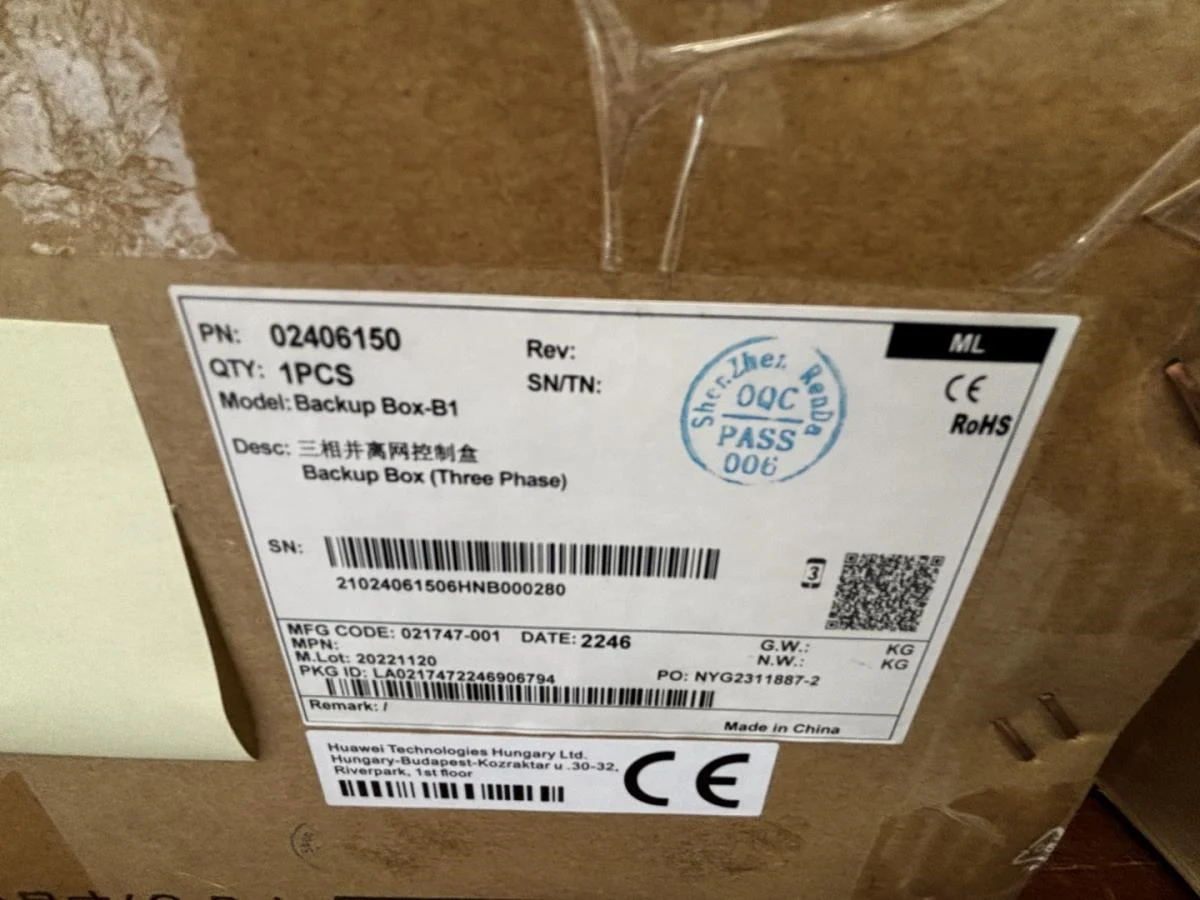 PN: 02406150
QTY: 1PCS
Model: Backup Box-B1
Desc: 三相并离网控制盒
Backup Box (Three Phase)
Rev:
SN/TN:
ShenZhen RenDa
OQC
PASS
006
ML
CE
RoHS
SN:
21024061506HNB000280
3
MFG CODE: 021747-001 DATE: 2246
MPN:
M.Lot: 20221120
PKG ID: LA0217472246906794
G.W.: KG
N.W.: KG
PO: NYG2311887-2
Remark: /
Made in China
Huawei Technologies Hungary Ltd.
Hungary-Budapest-Kozraktar u .30-32,
Riverpark, 1st floor
CE